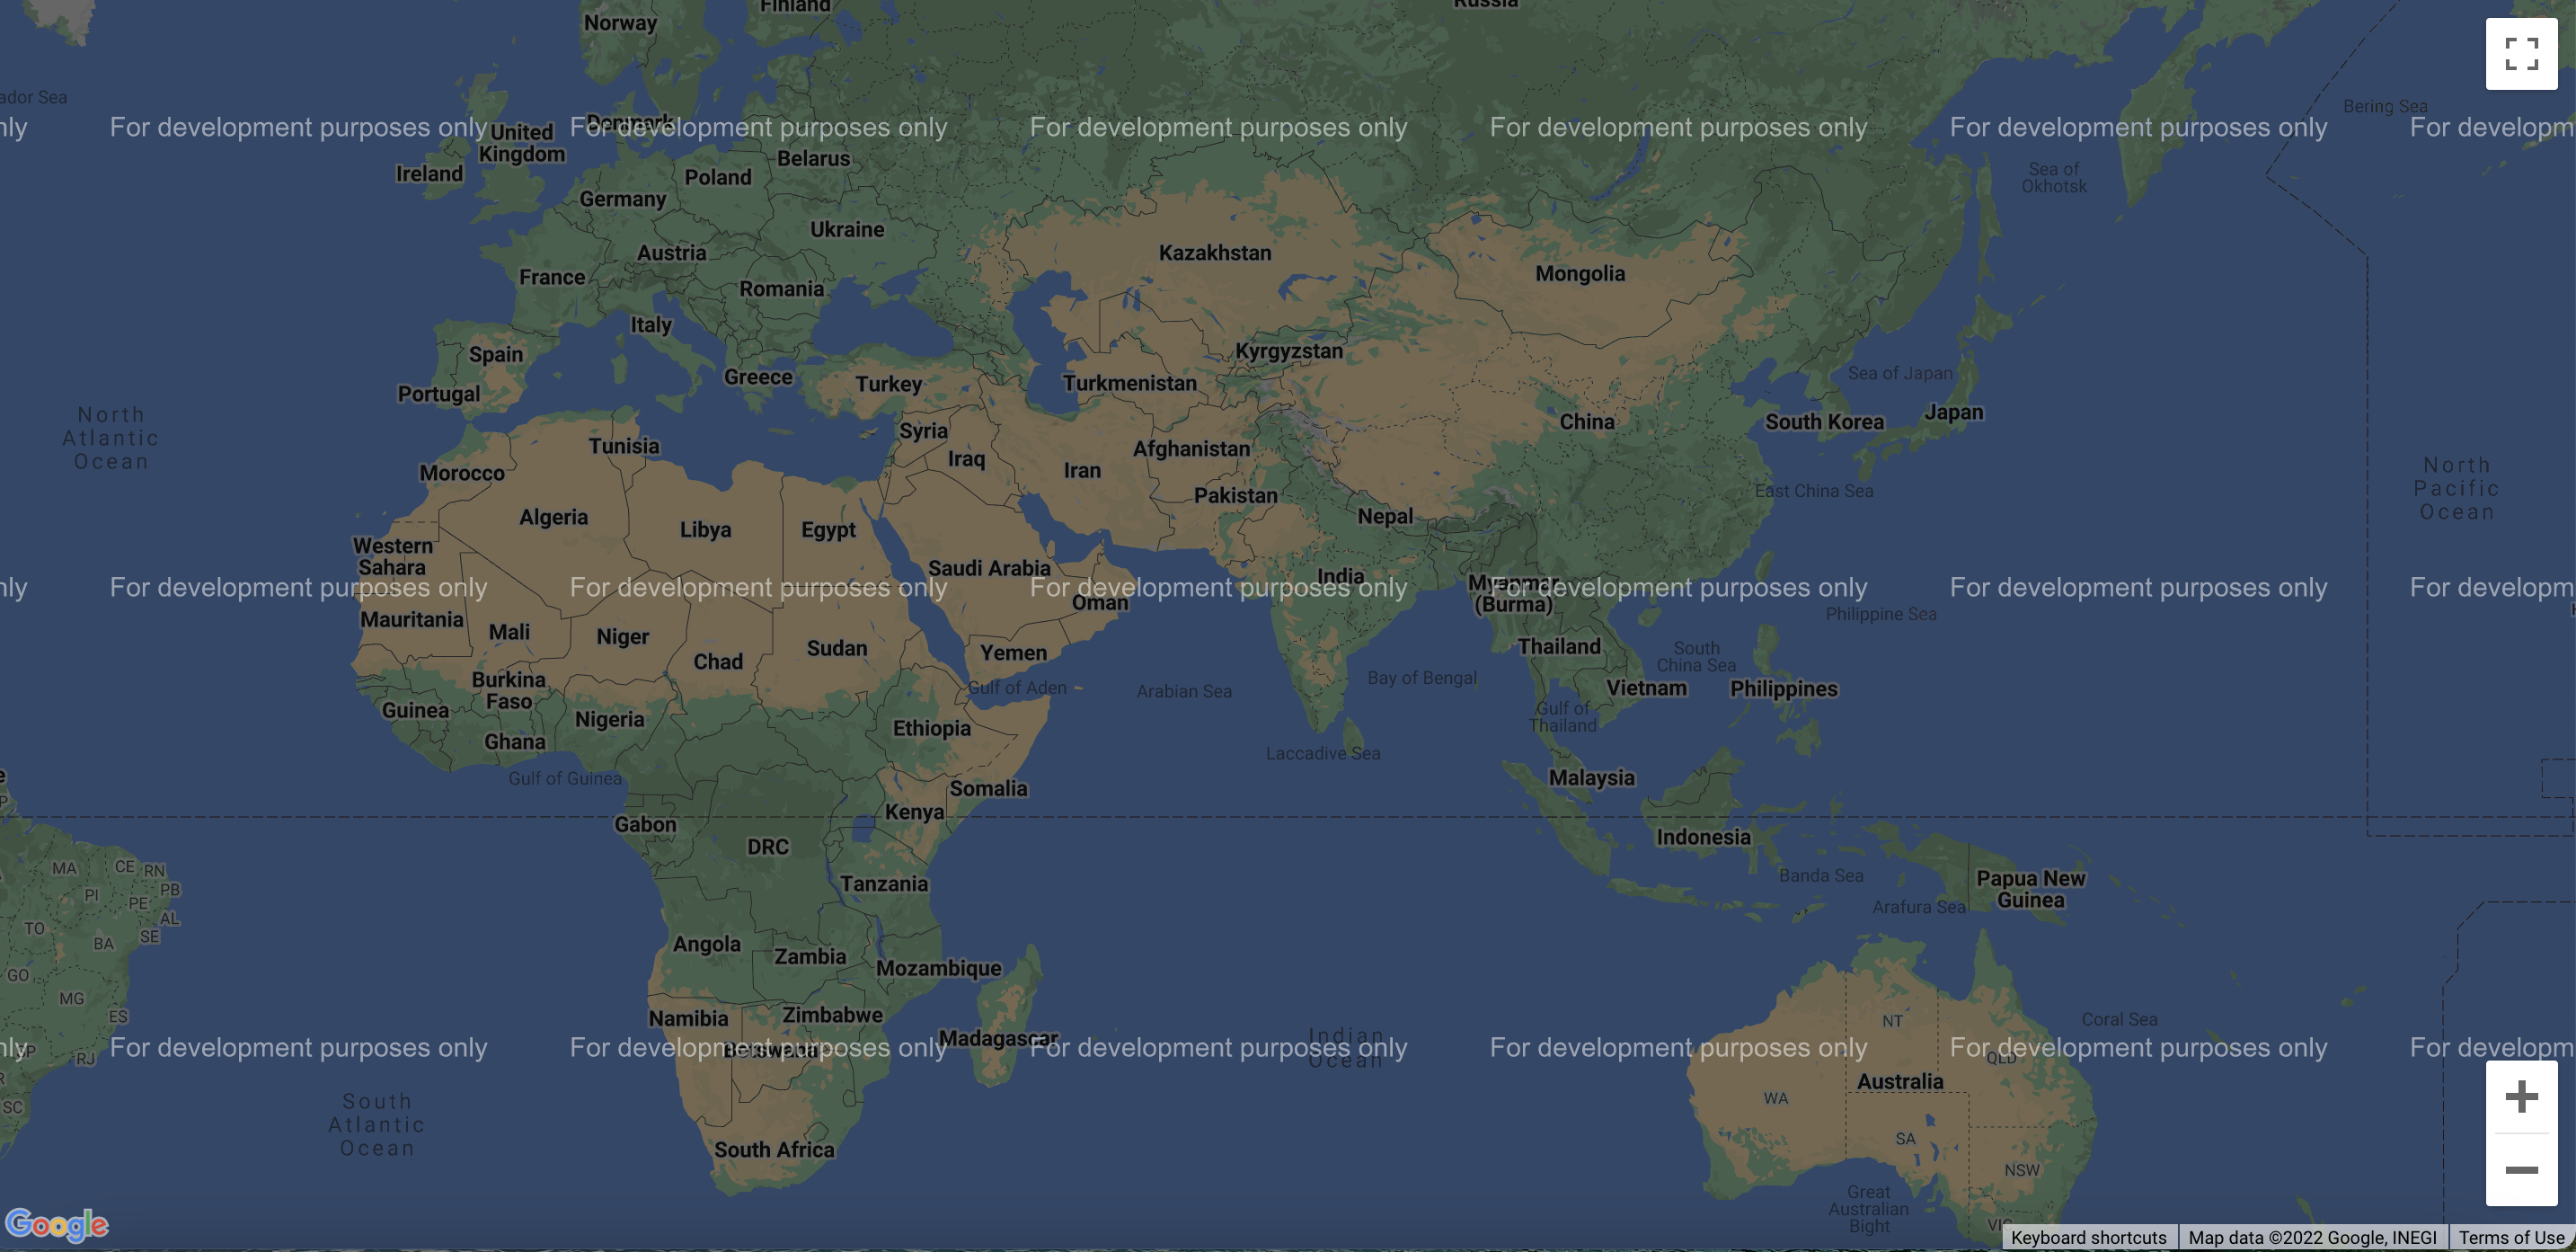 Norway
Finland
Russia
ador Sea
Bering Sea
nly
For development purposes only
For development purposes only
For development purposes only
For development purposes only
For development purposes only
For developm
Denmark
United
Kingdom
Ireland
Belarus
Poland
Germany
Sea of
Okhotsk
Ukraine
Austria
Kazakhstan
France
Mongolia
Romania
Italy
Kyrgyzstan
Spain
Greece
Turkey
Turkmenistan
Sea of Japan
Portugal
North
Atlantic
Ocean
China
South Korea
Japan
Syria
Tunisia
Iraq
Afghanistan
Iran
Morocco
North
Pacific
Ocean
Pakistan
East China Sea
Algeria
Libya
Egypt
Nepal
Western
Sahara
Saudi Arabia
India
Myanmar
(Burma)
nly
For development purposes only
For development purposes only
For development purposes only
For development purposes only
For development purposes only
For developm
Oman
Mauritania
Mali
Niger
Philippine Sea
Chad
Sudan
Yemen
Thailand
South
China Sea
Burkina
Faso
Gulf of Aden
Arabian Sea
Bay of Bengal
Vietnam
Philippines
Guinea
Nigeria
Ethiopia
Gulf of
Thailand
Ghana
Laccadive Sea
Gulf of Guinea
Malaysia
Somalia
Kenya
Gabon
Indonesia
DRC
MA
CE
RN
PI
PB
PE
AL
TO
SE
BA
Tanzania
Banda Sea
Papua New
Guinea
Arafura Sea
Angola
Zambia
GO
Mozambique
MG
ES
Namibia
Zimbabwe
Madagascar
NT
Coral Sea
Indian
Ocean
nly
SP
RJ
For development purposes only
For development purposes only
Botswana
For development purposes only
For development purposes only
For development purposes only
QLD
For developm
Australia
WA
SC
South
Atlantic
Ocean
SA
South Africa
NSW
Great
Australian
Bight
VIC
Google
Keyboard shortcuts
Map data ©2022 Google, INEGI
Terms of Use